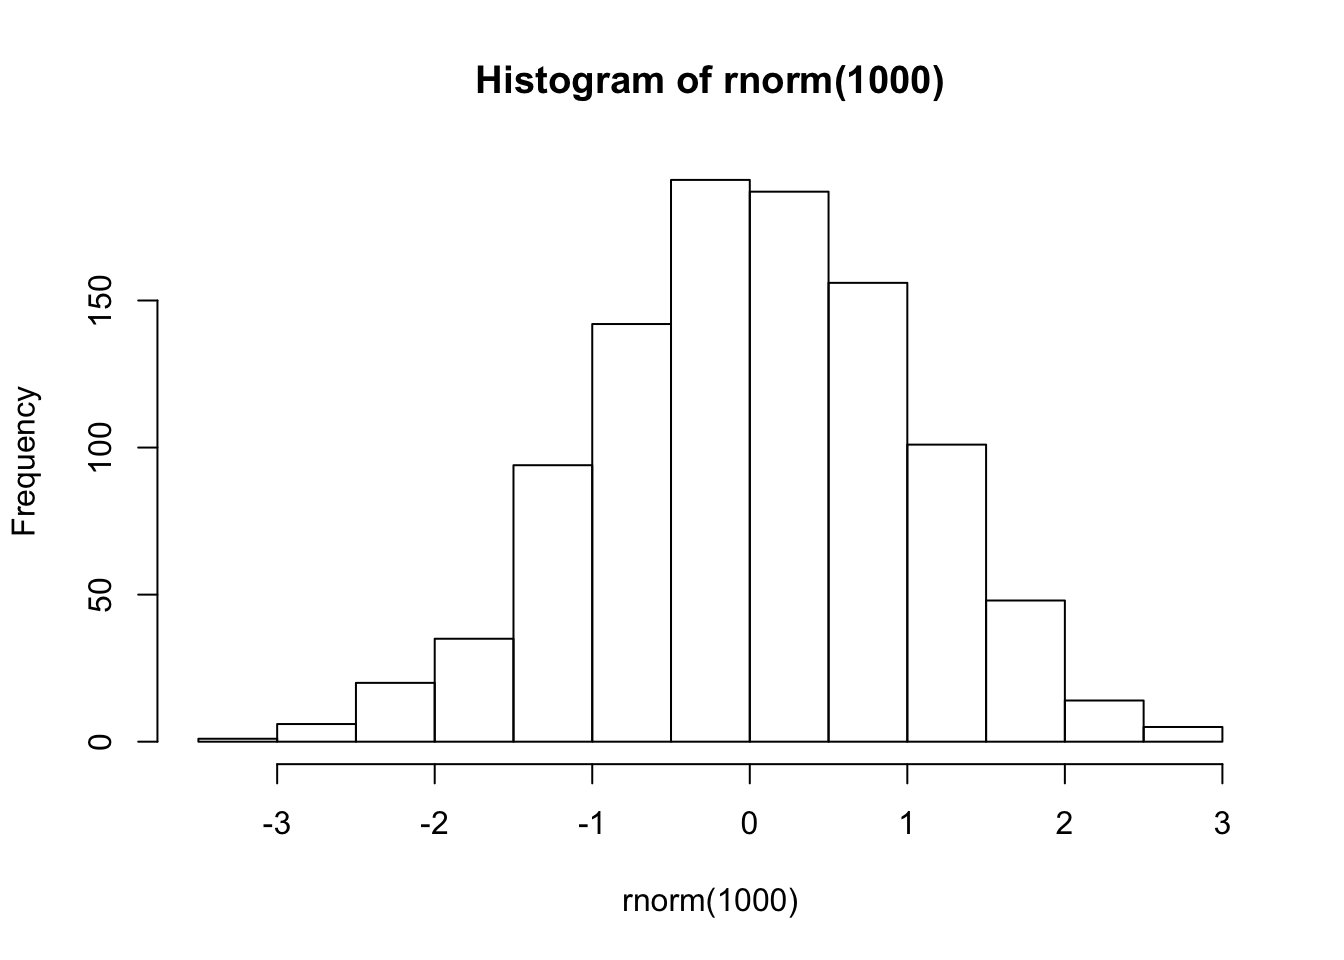 Histogram of rnorm(1000)
Frequency
150
100
50
0
-3 -2 -1 0 1 2 3
rnorm(1000)